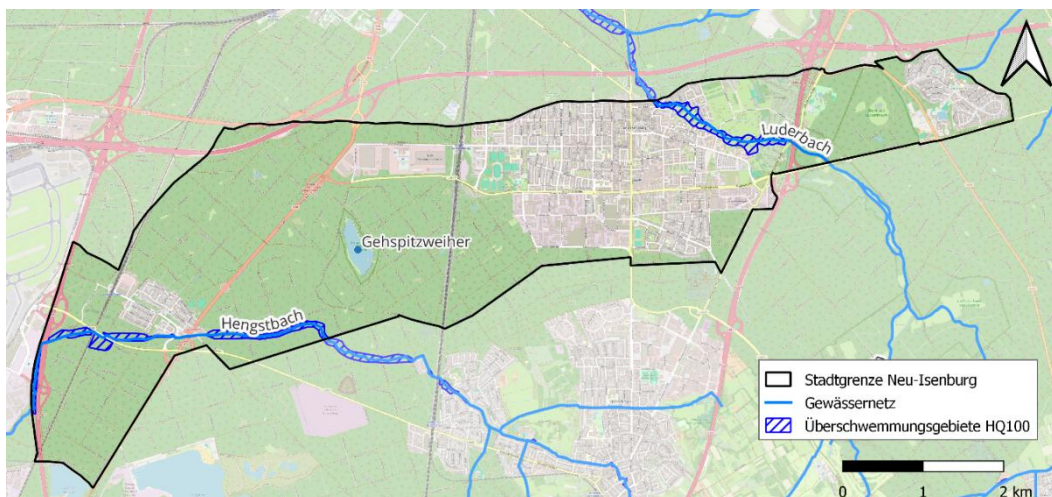 Luderbach
Gehspitzweiher
Hengstbach
Stadtgrenze Neu-Isenburg
Gewässernetz
Überschwemmungsgebiete HQ100
0 1 2 km